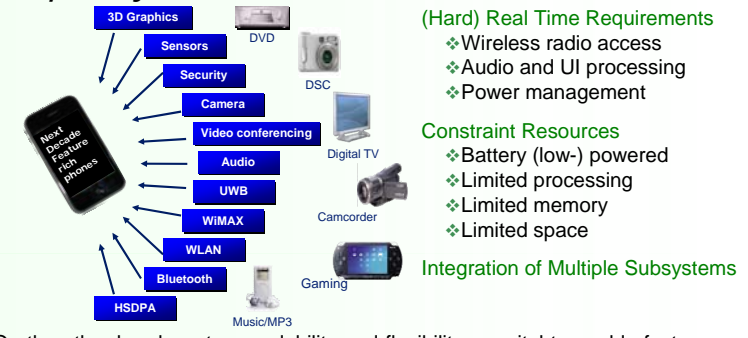 3D Graphics
Sensors
Security
Camera
Video conferencing
Audio
UWB
WiMAX
WLAN
Bluetooth
HSDPA
Next
Decade
Feature
rich
phones
DVD
DSC
Digital TV
Camcorder
Gaming
Music/MP3
(Hard) Real Time Requirements
❖Wireless radio access
❖Audio and UI processing
❖Power management
Constraint Resources
❖Battery (low-) powered
❖Limited processing
❖Limited memory
❖Limited space
Integration of Multiple Subsystems